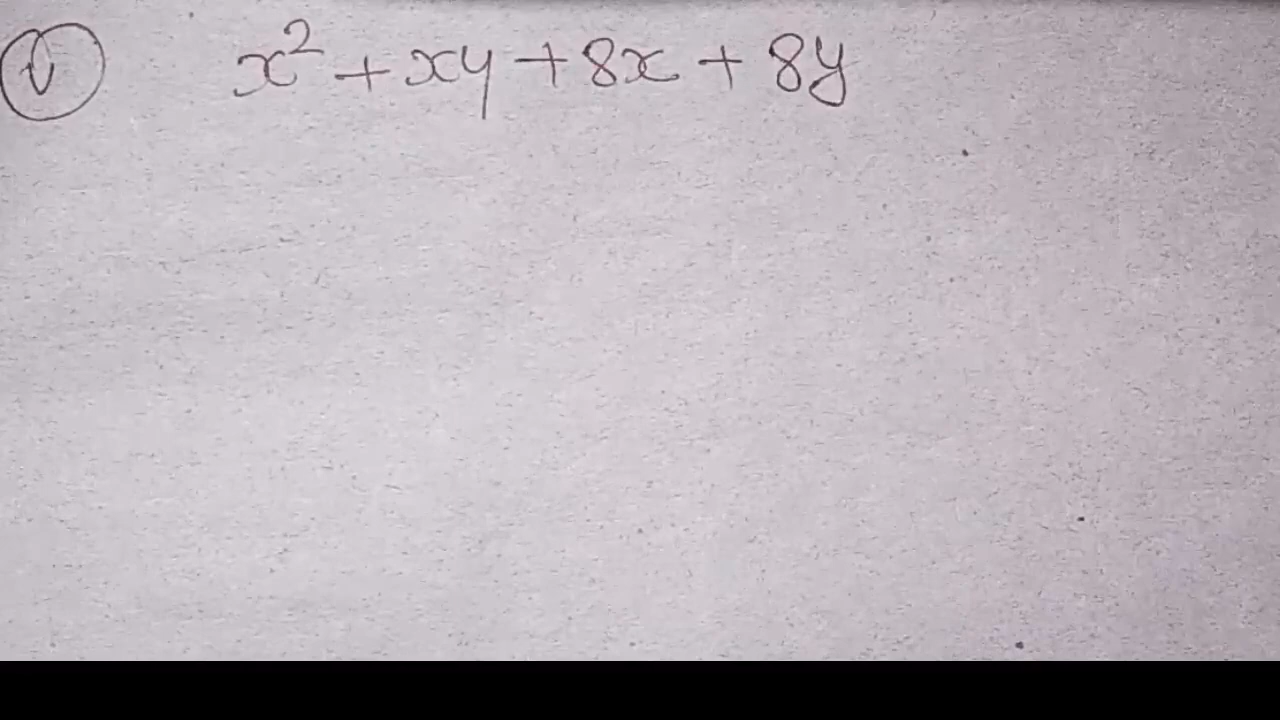 x² + xy + 8x + 8y